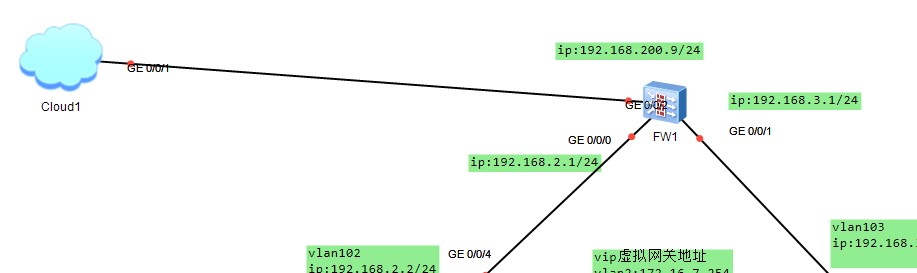 ip:192.168.200.9/24
GE 0/0/1
Cloud1
GE 0/0/2
ip:192.168.3.1/24
GE 0/0/0
FW1
GE 0/0/1
ip:192.168.2.1/24
vlan102
ip:192.168.2.2/24
GE 0/0/4
vip虚拟网关地址
vlan2:172.16.7.254
vlan103
ip:192.168.